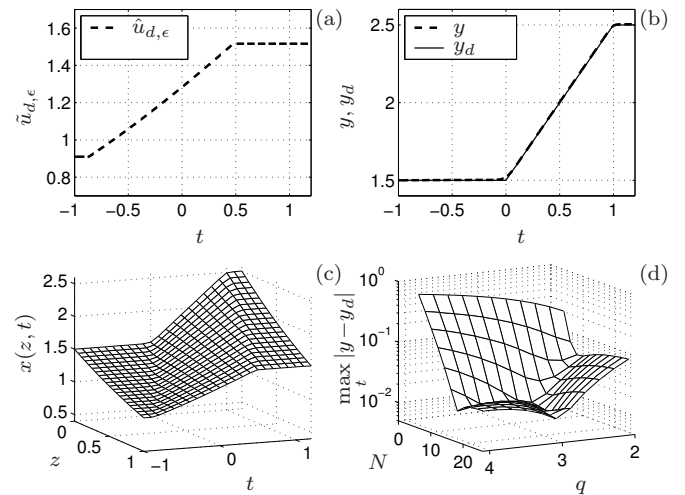 (a)
û_{d,ϵ}
1.6
1.4
1.2
1
0.8
ũ_{d,ϵ}
−1 −0.5 0 0.5 1
t
(b)
y
y_d
2.5
2
1.5
y, y_d
−1 −0.5 0 0.5 1
t
(c)
2.5
2
1.5
1
0.5
x(z, t)
0
0.5
1
z
−1 0 1
t
(d)
10^0
10^{−1}
10^{−2}
max_t |y−y_d|
0
10
20
N
4 3 2
q